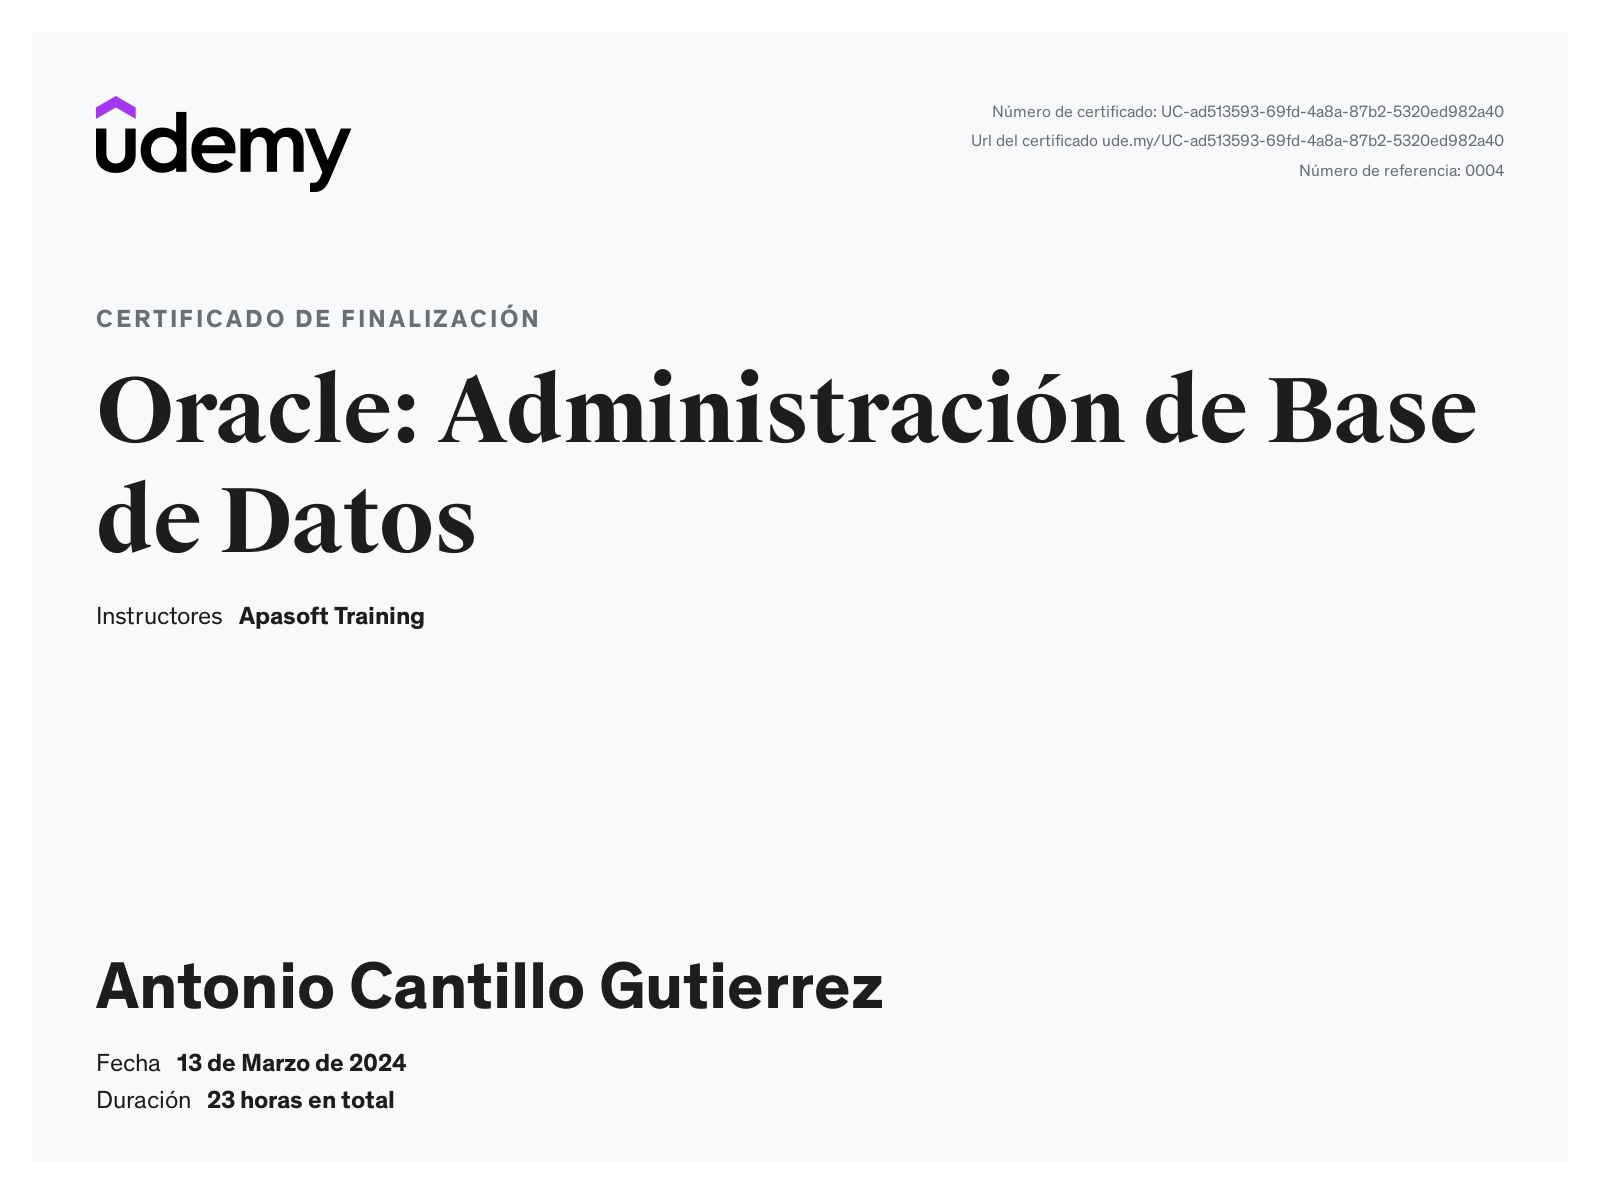 udemy
Número de certificado: UC-ad513593-69fd-4a8a-87b2-5320ed982a40
Url del certificado ude.my/UC-ad513593-69fd-4a8a-87b2-5320ed982a40
Número de referencia: 0004
CERTIFICADO DE FINALIZACIÓN
Oracle: Administración de Base
de Datos
Instructores Apasoft Training
Antonio Cantillo Gutierrez
Fecha 13 de Marzo de 2024
Duración 23 horas en total